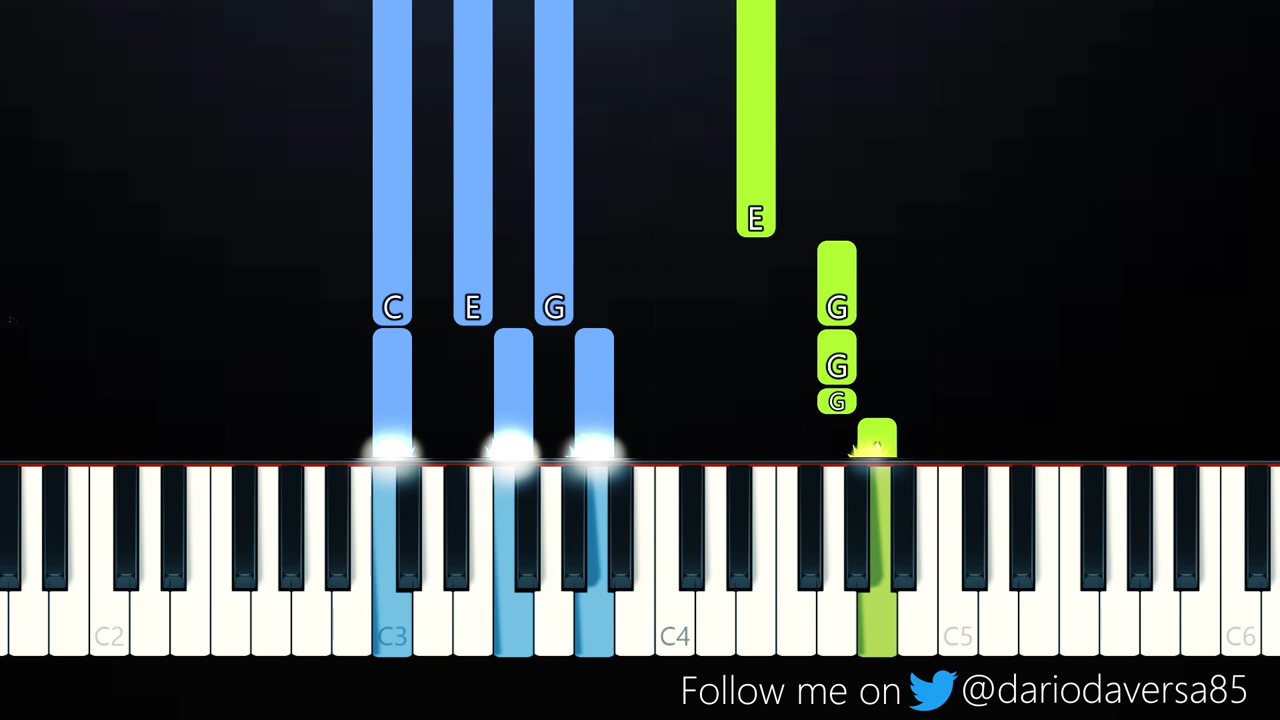 E
C E G G
G
G
C2 C3 C4 C5 C6
Follow me on @dariodaversa85